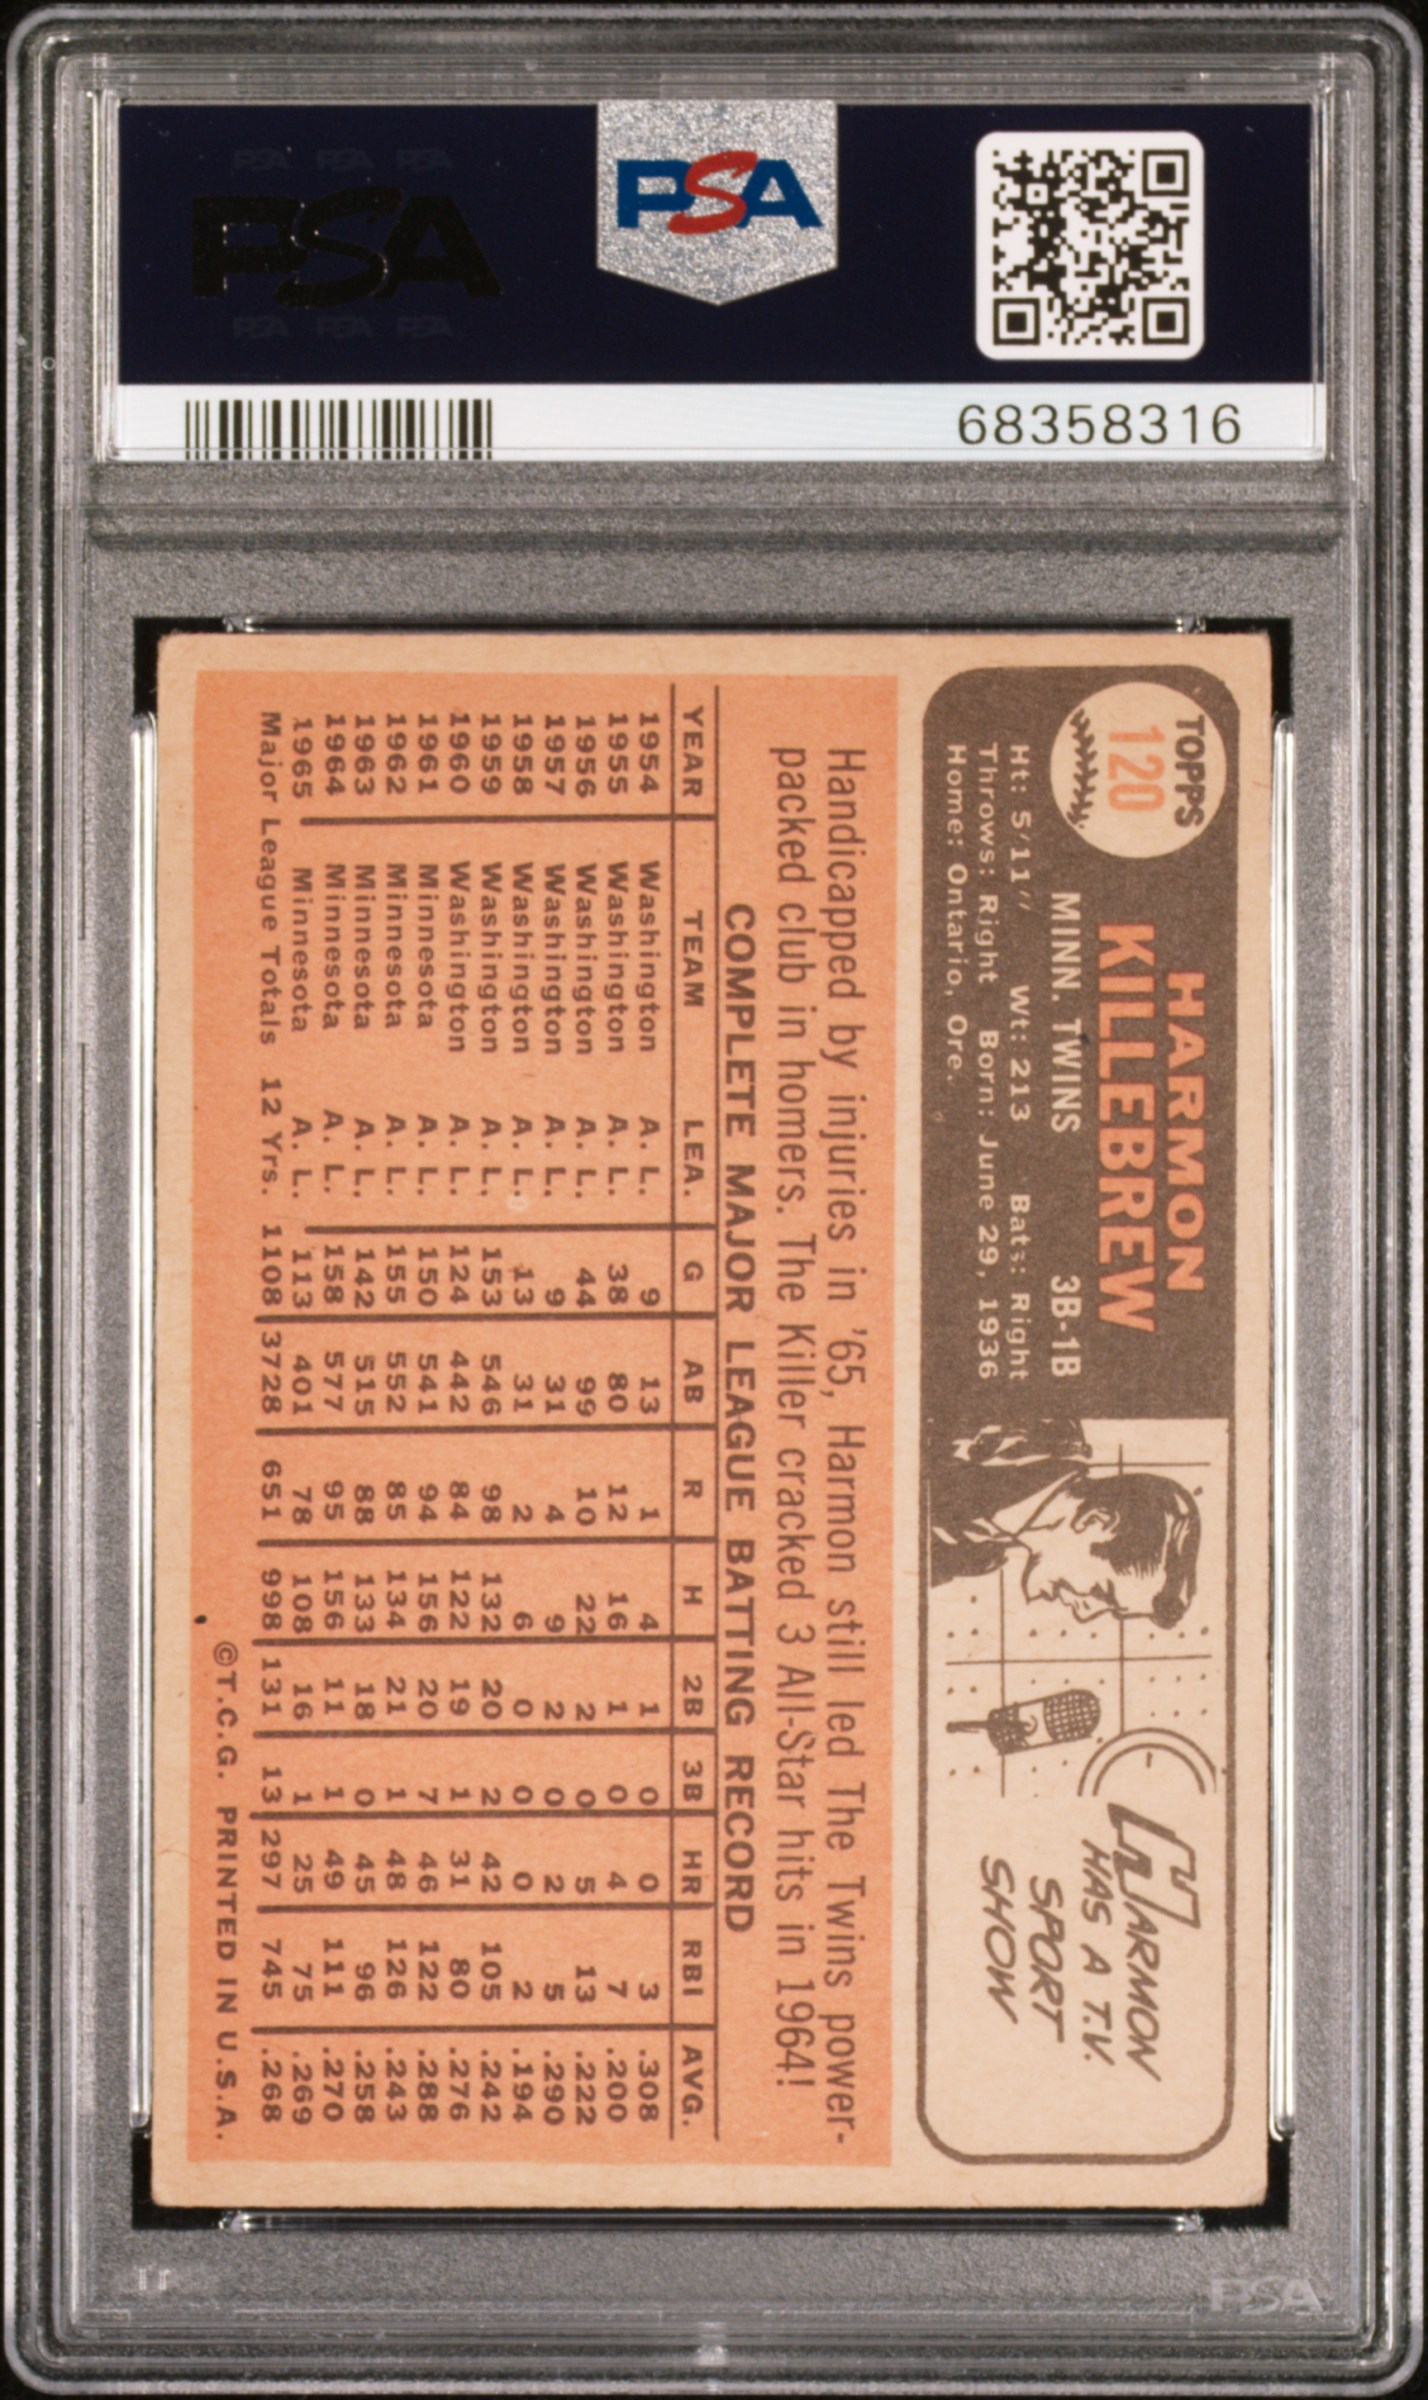 PSA PSA PSA
PSA
PSA PSA PSA
PSA
68358316
TOPPS
120
HARMON
KILLEBREW
MINN. TWINS 3B-1B
Ht: 5'11" Wt: 213 Bats: Right
Throws: Right Born: June 29, 1936
Home: Ontario, Ore.
HARMON
HAS A T.V.
SPORT
SHOW
Handicapped by injuries in '65, Harmon still led The Twins power-
packed club in homers. The Killer cracked 3 All-Star hits in 1964!
COMPLETE MAJOR LEAGUE BATTING RECORD
YEAR TEAM LEA. G AB R H 2B 3B HR RBI AVG.
1954 Washington A. L. 9 13 1 4 1 0 0 3 .308
1955 Washington A. L. 38 80 12 16 1 0 4 7 .200
1956 Washington A. L. 44 99 10 22 2 0 5 13 .222
1957 Washington A. L. 9 31 4 9 2 0 2 5 .290
1958 Washington A. L. 13 31 2 6 0 0 0 2 .194
1959 Washington A. L. 153 546 98 132 20 2 42 105 .242
1960 Washington A. L. 124 442 84 122 19 1 31 80 .276
1961 Minnesota A. L. 150 541 94 156 20 7 46 122 .288
1962 Minnesota A. L. 155 552 85 134 21 1 48 126 .243
1963 Minnesota A. L. 142 515 88 133 18 0 45 96 .258
1964 Minnesota A. L. 158 577 95 156 11 1 49 111 .270
1965 Minnesota A. L. 113 401 78 108 16 1 25 75 .269
Major League Totals 12 Yrs. 1108 3728 651 998 131 13 297 745 .268
©T.C.G. PRINTED IN U.S.A.
PSA